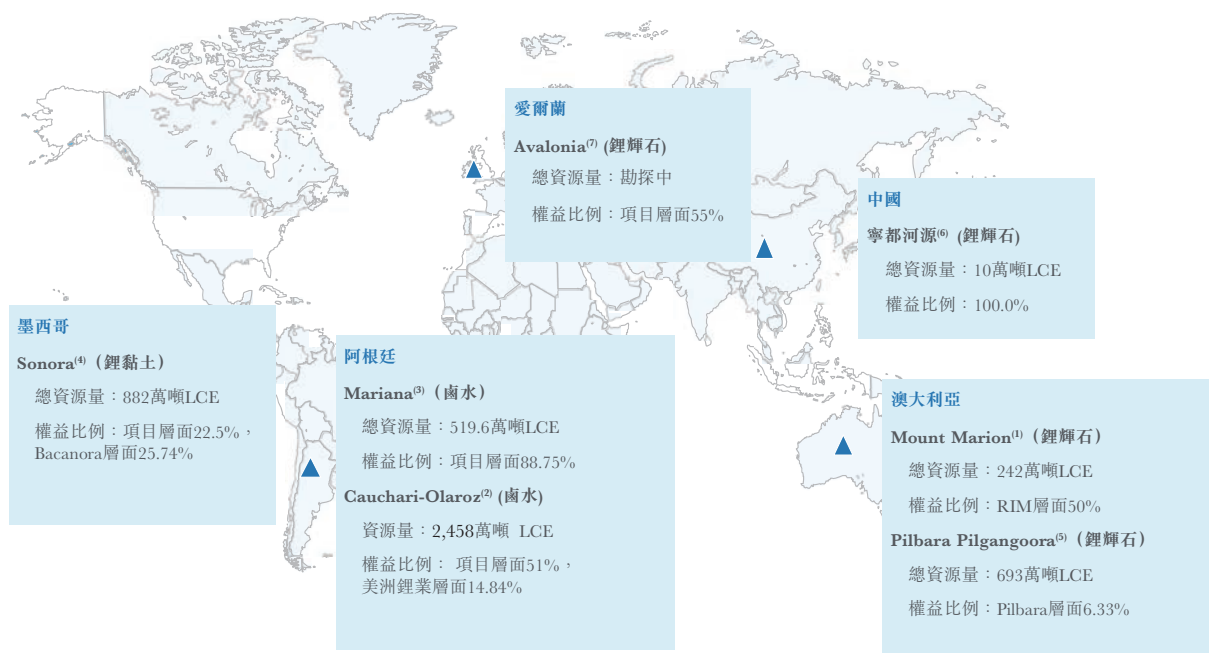 愛爾蘭
Avalonia⁽⁷⁾ (鋰輝石)
總資源量：勘探中
權益比例：項目層面55%
中國
寧都河源⁽⁶⁾ (鋰輝石)
總資源量：10萬噸LCE
權益比例：100.0%
墨西哥
Sonora⁽⁴⁾（鋰黏土）
總資源量：882萬噸LCE
權益比例：項目層面22.5%，
Bacanora層面25.74%
阿根廷
Mariana⁽³⁾（鹵水）
總資源量：519.6萬噸LCE
權益比例：項目層面88.75%
Cauchari-Olaroz⁽²⁾ (鹵水)
資源量：2,458萬噸 LCE
權益比例： 項目層面51%，
美洲鋰業層面14.84%
澳大利亞
Mount Marion⁽¹⁾（鋰輝石）
總資源量：242萬噸LCE
權益比例：RIM層面50%
Pilbara Pilgangoora⁽⁵⁾（鋰輝石）
總資源量：693萬噸LCE
權益比例：Pilbara層面6.33%